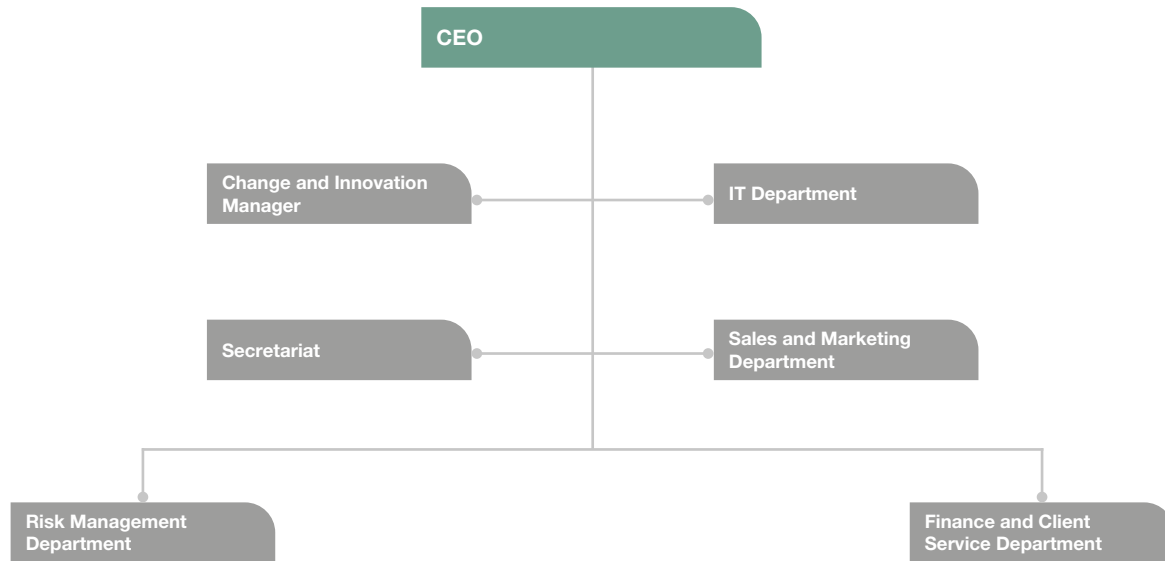 CEO
Change and Innovation
Manager
IT Department
Secretariat
Sales and Marketing
Department
Risk Management
Department
Finance and Client
Service Department